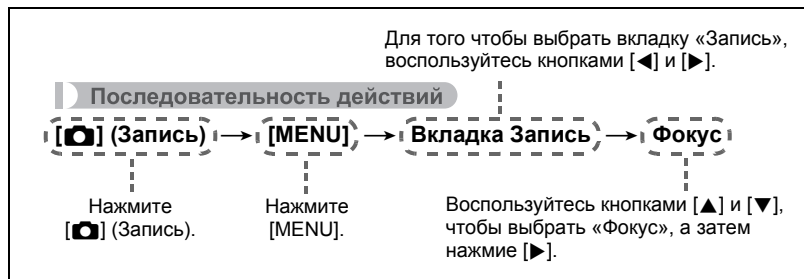 Для того чтобы выбрать вкладку «Запись»,
воспользуйтесь кнопками [◀] и [▶].
Последовательность действий
[📷] (Запись) → [MENU] → Вкладка Запись → Фокус
Нажмите
[📷] (Запись).
Нажмите
[MENU].
Воспользуйтесь кнопками [▲] и [▼],
чтобы выбрать «Фокус», а затем
нажмие [▶].